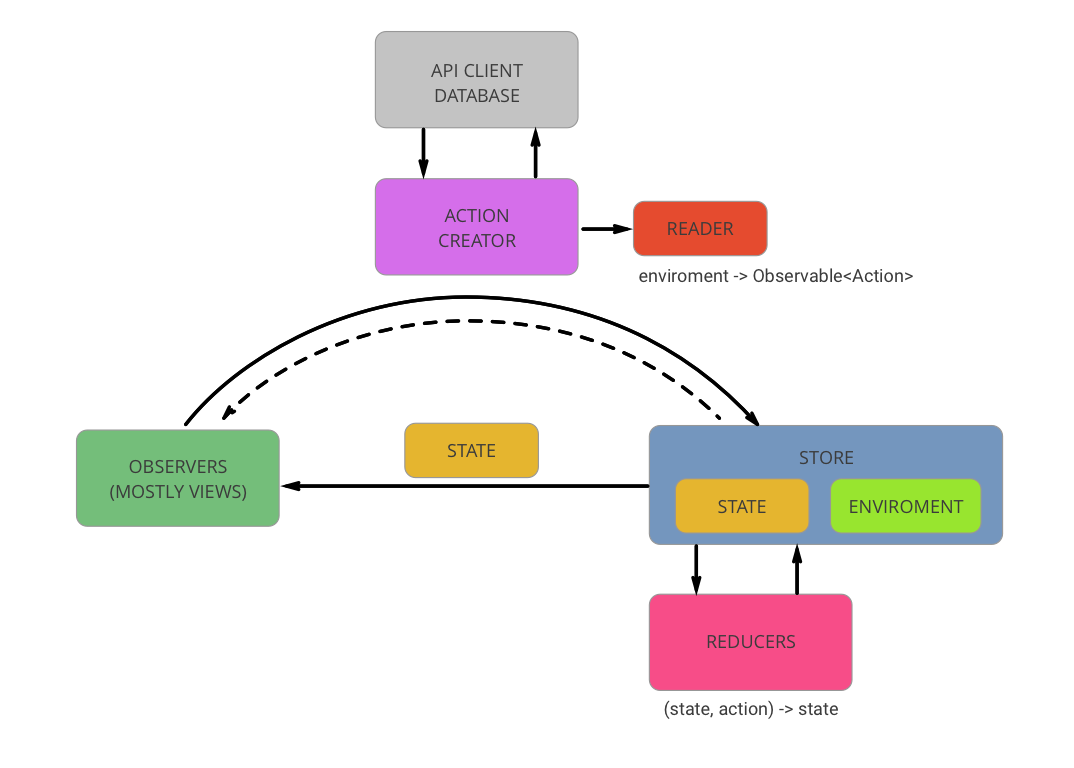 API CLIENT
DATABASE
ACTION
CREATOR
READER
enviroment -> Observable<Action>
OBSERVERS
(MOSTLY VIEWS)
STATE
STORE
STATE
ENVIROMENT
REDUCERS
(state, action) -> state